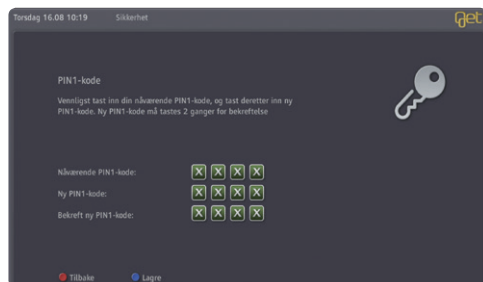 Torsdag 16.08 10:19 Sikkerhet Get
PIN1-kode
Vennligst tast inn din nåværende PIN1-kode, og tast deretter inn ny
PIN1-kode. Ny PIN1-kode må tastes 2 ganger for bekreftelse
Nåværende PIN1-kode: X X X X
Ny PIN1-kode: X X X X
Bekreft ny PIN1-kode: X X X X
Tilbake Lagre